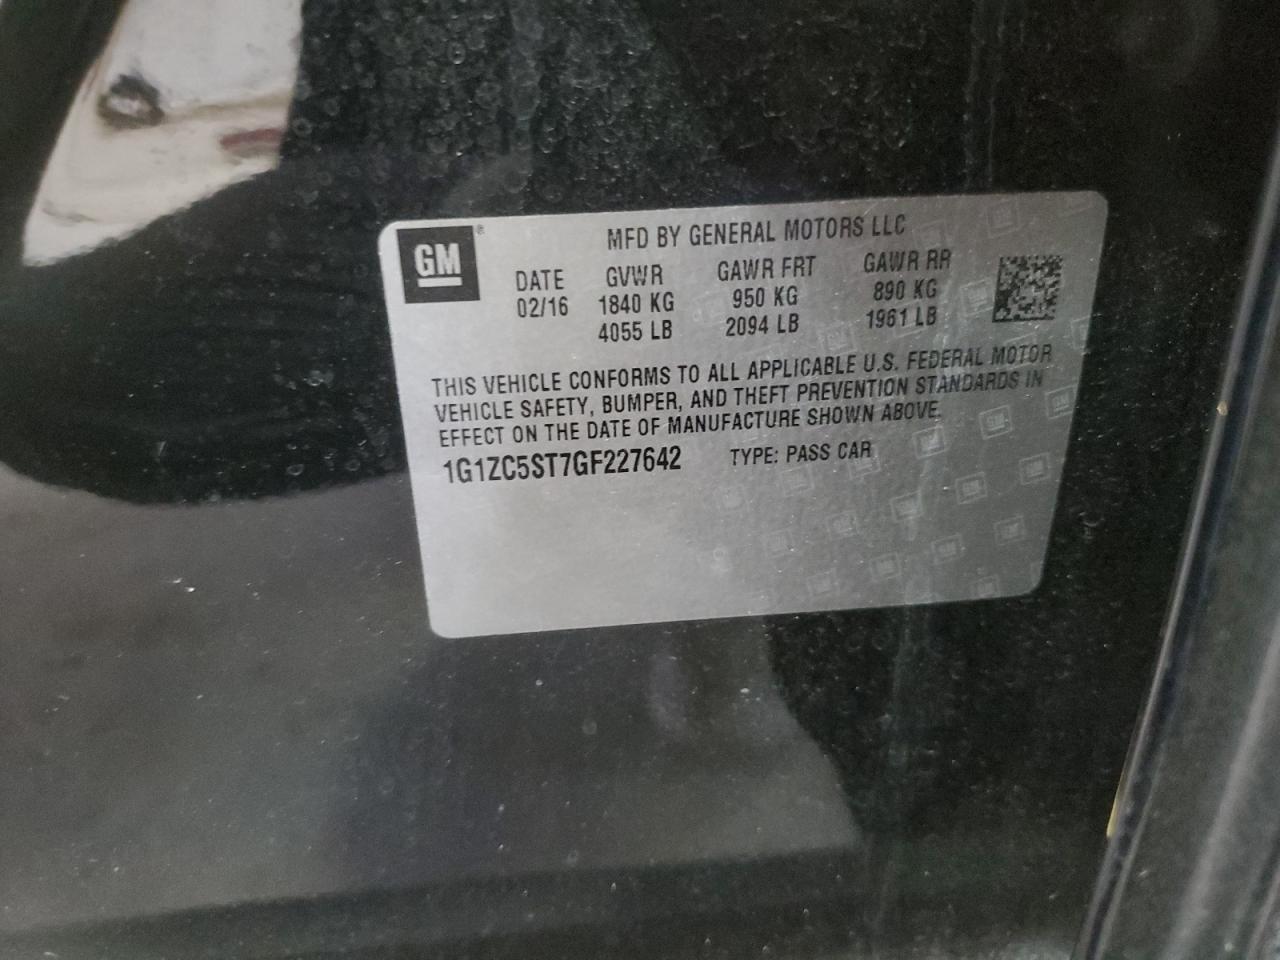 GM®
MFD BY GENERAL MOTORS LLC
DATE GVWR GAWR FRT GAWR RR
02/16 1840 KG 950 KG 890 KG
4055 LB 2094 LB 1961 LB
THIS VEHICLE CONFORMS TO ALL APPLICABLE U.S. FEDERAL MOTOR
VEHICLE SAFETY, BUMPER, AND THEFT PREVENTION STANDARDS IN
EFFECT ON THE DATE OF MANUFACTURE SHOWN ABOVE.
1G1ZC5ST7GF227642 TYPE: PASS CAR